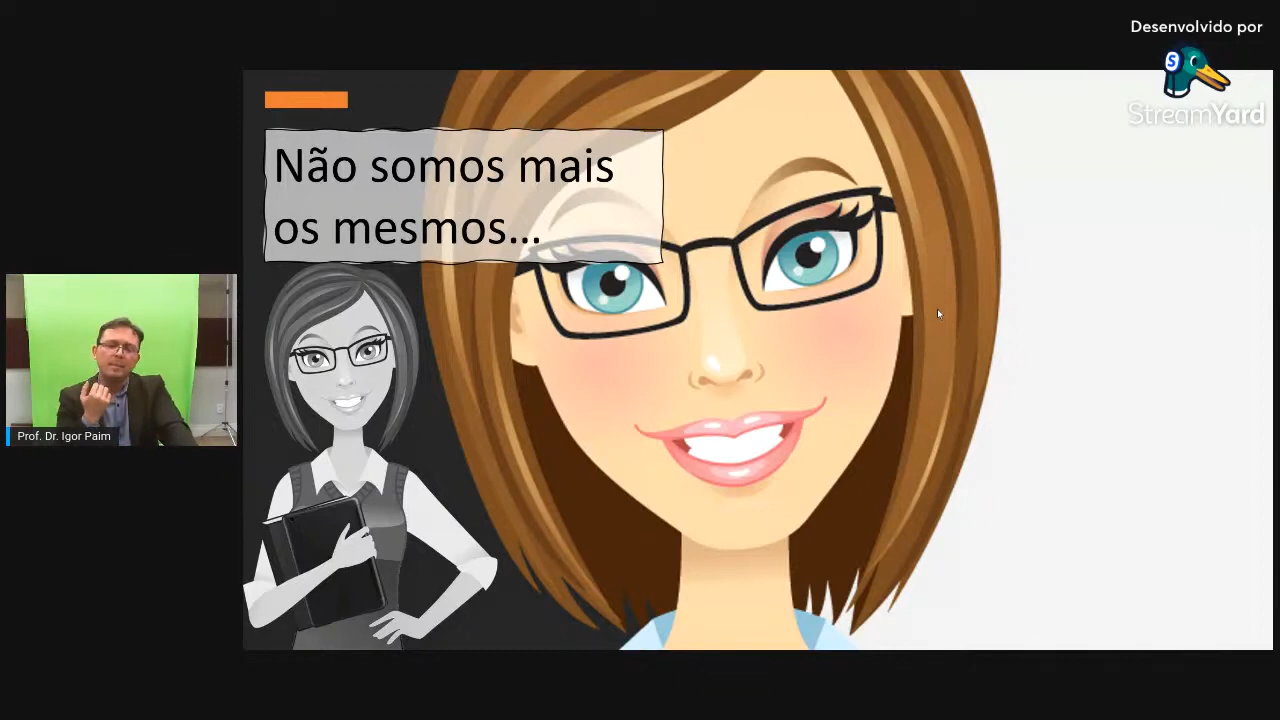 Desenvolvido por
S
StreamYard
Não somos mais
os mesmos...
Prof. Dr. Igor Paim